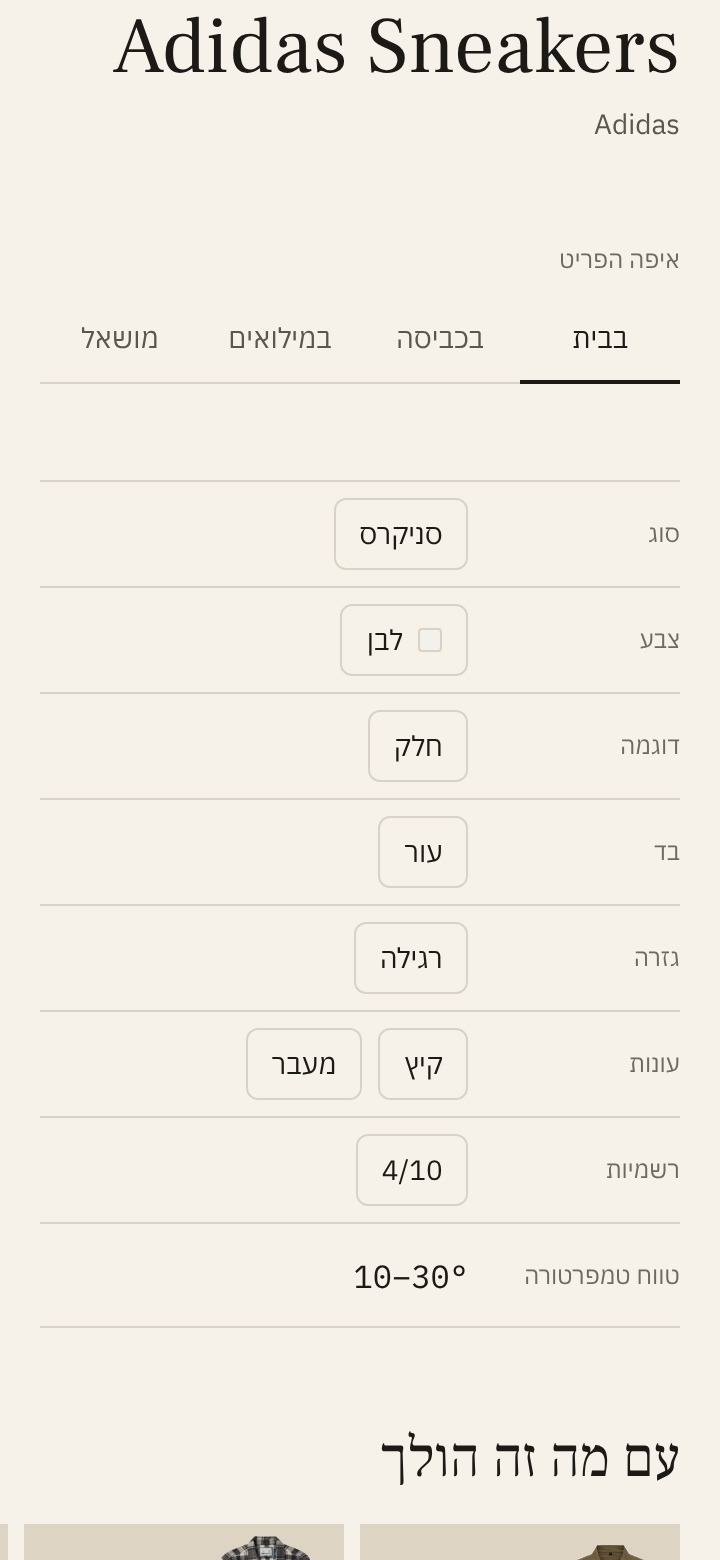 Adidas Sneakers
Adidas
איפה הפריט
בבית בכביסה במילואים מושאל
סוג סניקרס
צבע לבן
דוגמה חלק
בד עור
גזרה רגילה
עונות קיץ מעבר
רשמיות 4/10
טווח טמפרטורה 10–30°
עם מה זה הולך